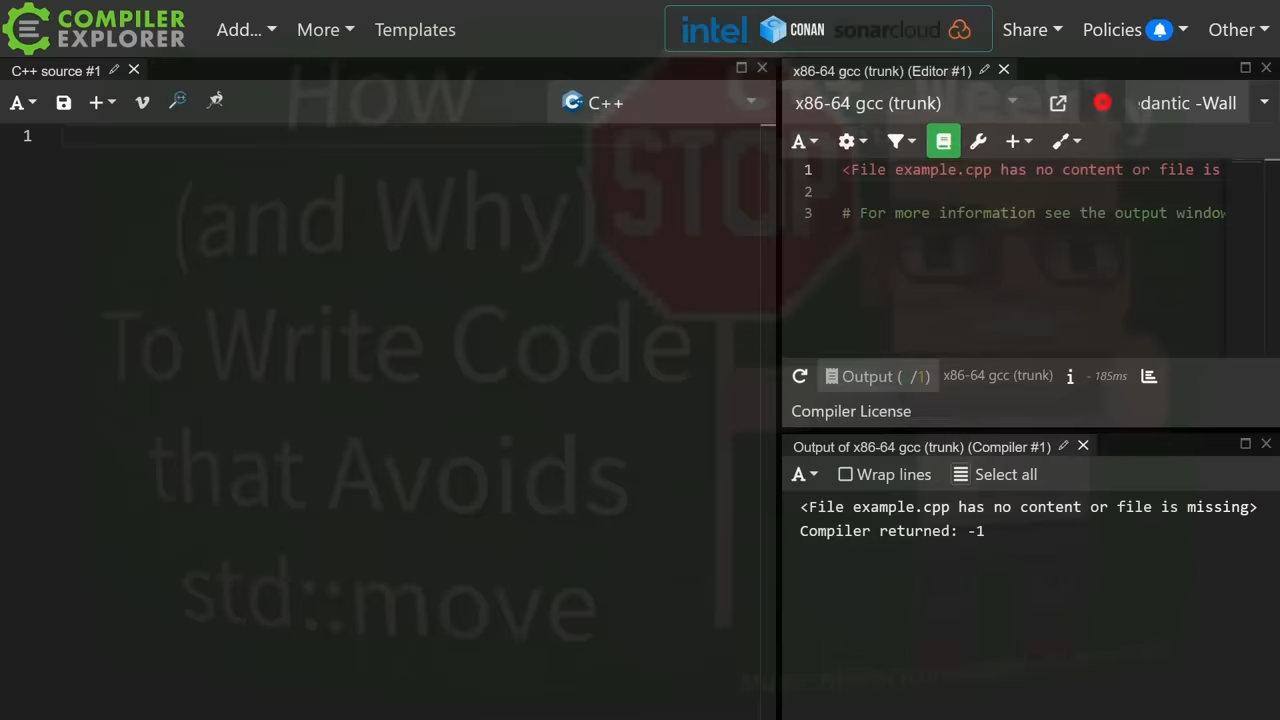 COMPILER
EXPLORER
Add...
More
Templates
intel
CONAN
sonarcloud
Share
Policies
Other
C++ source #1
C++
1
x86-64 gcc (trunk) (Editor #1)
x86-64 gcc (trunk)
edantic -Wall
A
1 <File example.cpp has no content or file is
2
3 # For more information see the output window
Output ( /1)
x86-64 gcc (trunk)
i
- 185ms
Compiler License
Output of x86-64 gcc (trunk) (Compiler #1)
A
Wrap lines
Select all
<File example.cpp has no content or file is missing>
Compiler returned: -1
How
(and Why)
To Write Code
that Avoids
std::move
STOP